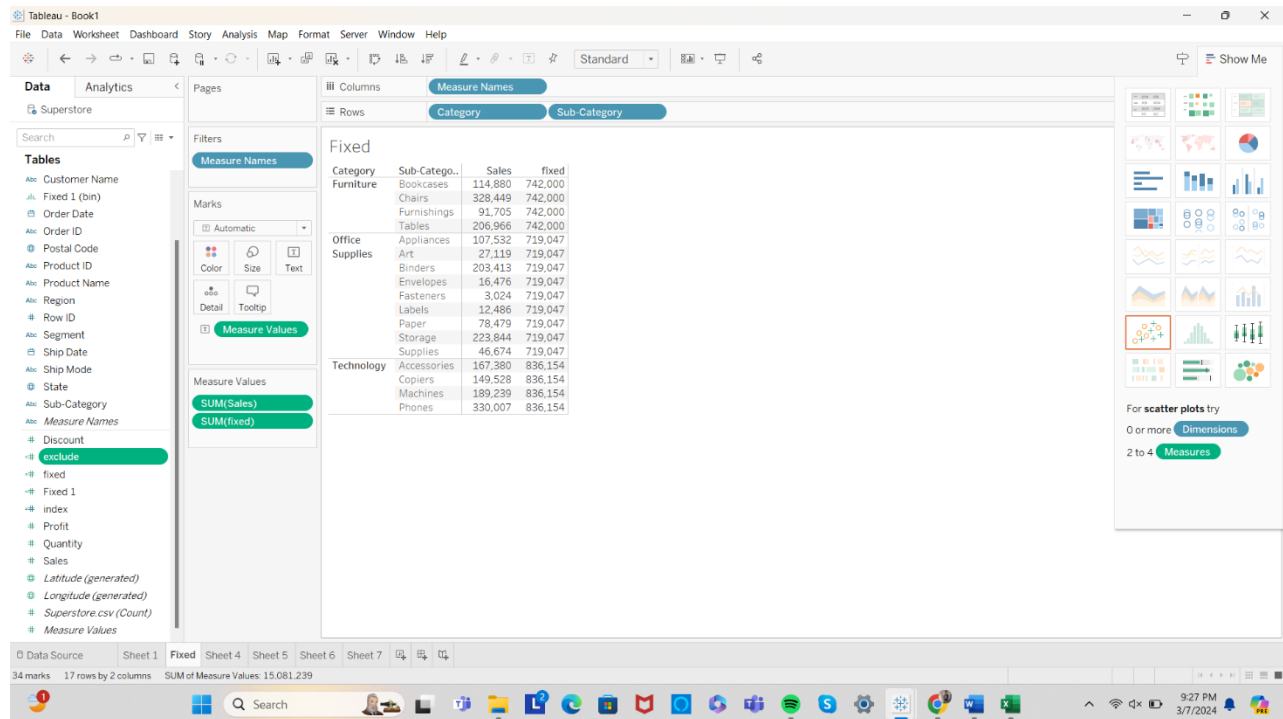 Tableau - Book1
File Data Worksheet Dashboard Story Analysis Map Format Server Window Help
Standard
Show Me
Data Analytics
Superstore
Search
Tables
Abc Customer Name
Fixed 1 (bin)
Order Date
Abc Order ID
Postal Code
Abc Product ID
Abc Product Name
Abc Region
# Row ID
Abc Segment
Ship Date
Abc Ship Mode
State
Abc Sub-Category
Abc Measure Names
# Discount
=# exclude
=# fixed
=# Fixed 1
=# index
# Profit
# Quantity
# Sales
Latitude (generated)
Longitude (generated)
# Superstore.csv (Count)
# Measure Values
Pages
Filters
Measure Names
Marks
Automatic
Color Size Text
Detail Tooltip
Measure Values
Measure Values
SUM(Sales)
SUM(fixed)
Columns Measure Names
Rows Category Sub-Category
Fixed
Category Sub-Catego.. Sales fixed
Furniture Bookcases 114,880 742,000
Chairs 328,449 742,000
Furnishings 91,705 742,000
Tables 206,966 742,000
Office Appliances 107,532 719,047
Supplies Art 27,119 719,047
Binders 203,413 719,047
Envelopes 16,476 719,047
Fasteners 3,024 719,047
Labels 12,486 719,047
Paper 78,479 719,047
Storage 223,844 719,047
Supplies 46,674 719,047
Technology Accessories 167,380 836,154
Copiers 149,528 836,154
Machines 189,239 836,154
Phones 330,007 836,154
For scatter plots try
0 or more Dimensions
2 to 4 Measures
Data Source Sheet 1 Fixed Sheet 4 Sheet 5 Sheet 6 Sheet 7
34 marks 17 rows by 2 columns SUM of Measure Values: 15,081,239
1
Search
2
9:27 PM
3/7/2024
PRE